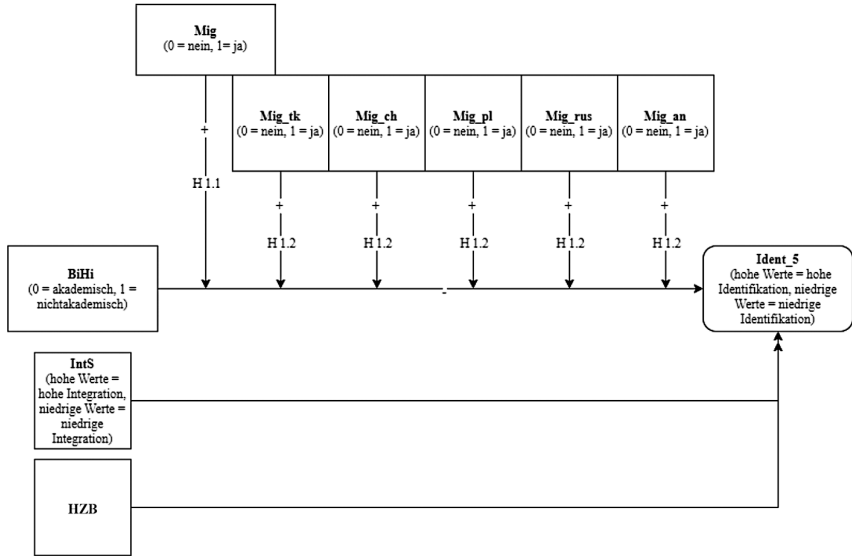 Mig
(0 = nein, 1= ja)
Mig_tk
(0 = nein, 1 = ja)
Mig_ch
(0 = nein, 1 = ja)
Mig_pl
(0 = nein, 1 = ja)
Mig_rus
(0 = nein, 1 = ja)
Mig_an
(0 = nein, 1 = ja)
+
H 1.1
+
H 1.2
+
H 1.2
+
H 1.2
+
H 1.2
+
H 1.2
BiHi
(0 = akademisch, 1 =
nichtakademisch)
-
Ident_5
(hohe Werte = hohe
Identifikation, niedrige
Werte = niedrige
Identifikation)
IntS
(hohe Werte =
hohe Integration,
niedrige Werte =
niedrige
Integration)
HZB